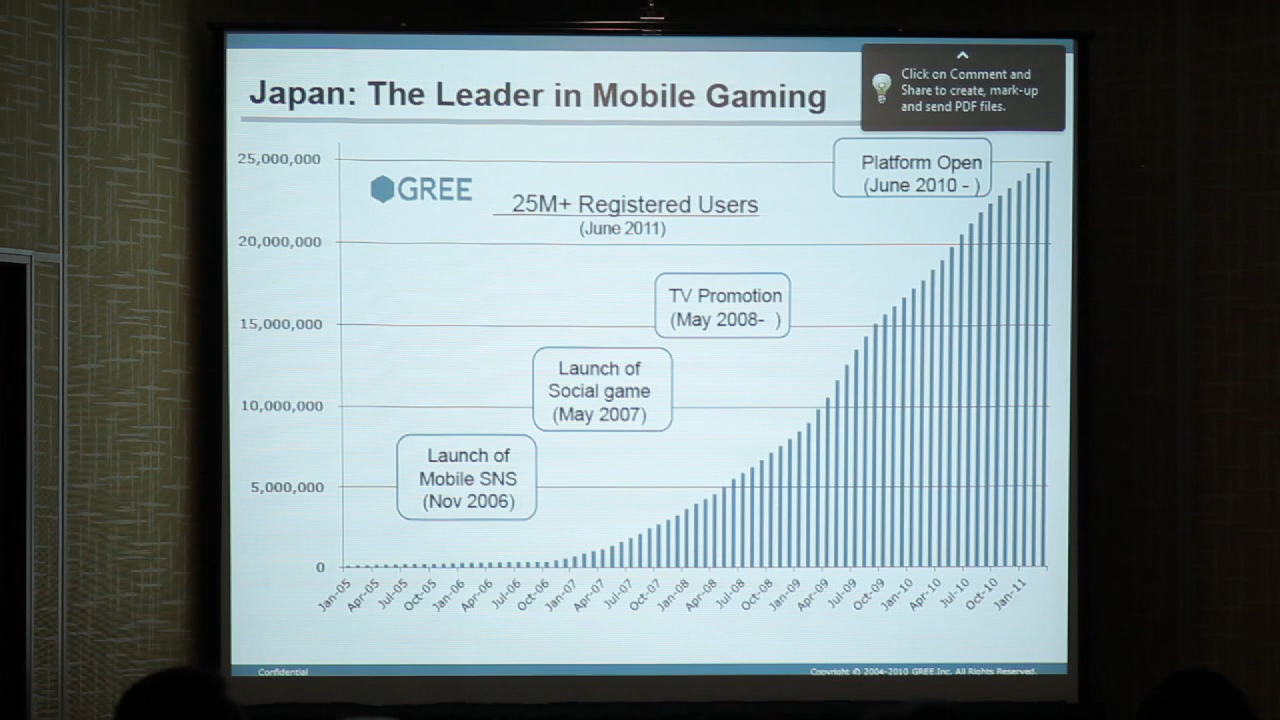 Japan: The Leader in Mobile Gaming
Click on Comment and
Share to create, mark-up
and send PDF files.
25,000,000
20,000,000
15,000,000
10,000,000
5,000,000
0
GREE
25M+ Registered Users
(June 2011)
Platform Open
(June 2010 - )
TV Promotion
(May 2008- )
Launch of
Social game
(May 2007)
Launch of
Mobile SNS
(Nov 2006)
Jan-05
Apr-05
Jul-05
Oct-05
Jan-06
Apr-06
Jul-06
Oct-06
Jan-07
Apr-07
Jul-07
Oct-07
Jan-08
Apr-08
Jul-08
Oct-08
Jan-09
Apr-09
Jul-09
Oct-09
Jan-10
Apr-10
Jul-10
Oct-10
Jan-11
Confidential
Copyright © 2004-2010 GREE,Inc. All Rights Reserved.